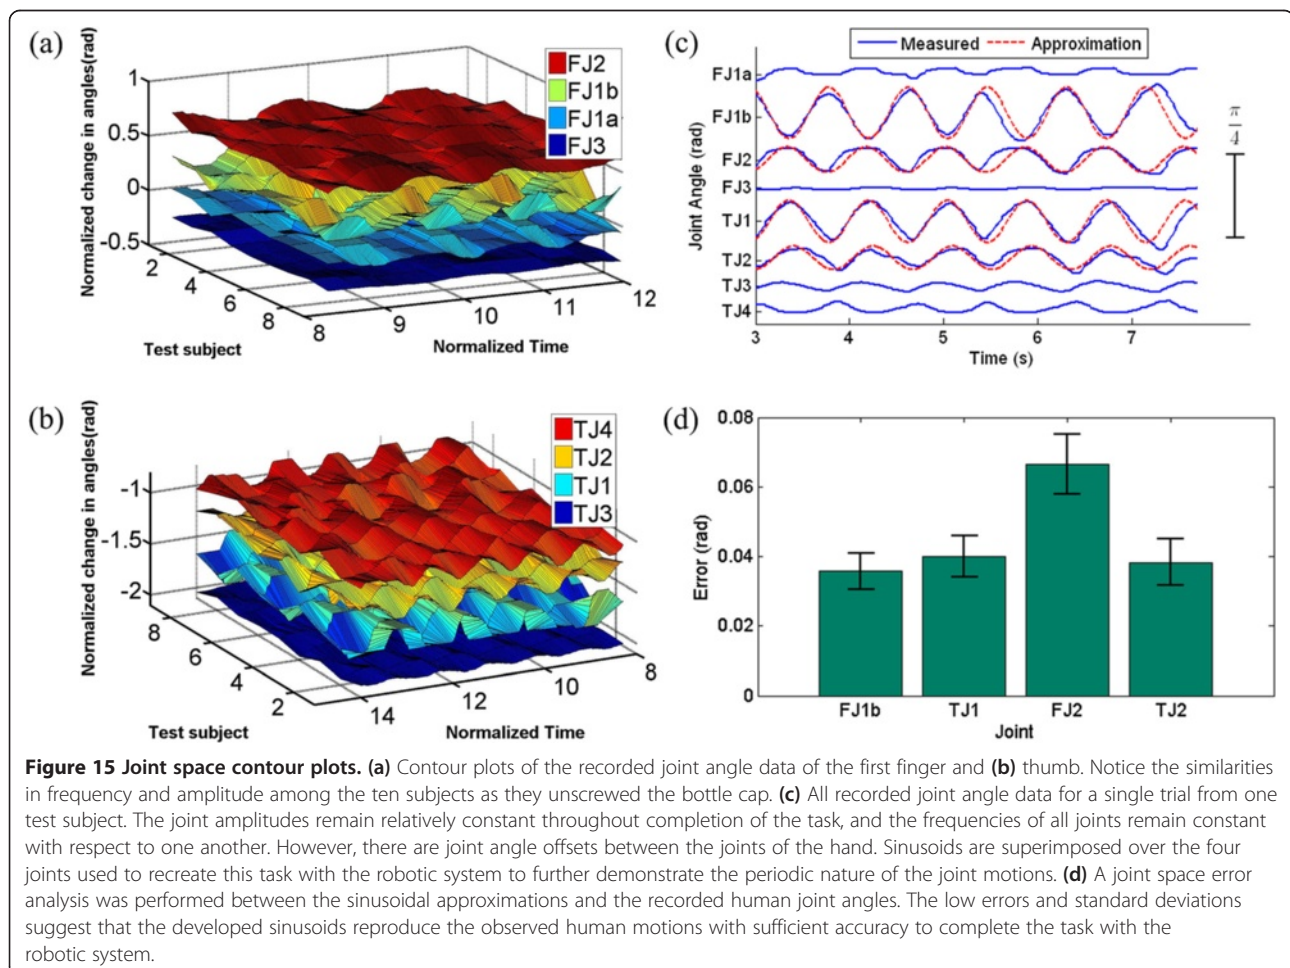 (a)
Normalized change in angles(rad)
1
0.5
0
-0.5
FJ2
FJ1b
FJ1a
FJ3
2
4
6
8
8
9
10
11
12
Test subject
Normalized Time
(c)
Measured
Approximation
Joint Angle (rad)
FJ1a
FJ1b
FJ2
FJ3
TJ1
TJ2
TJ3
TJ4
π
4
3
4
5
6
7
Time (s)
(b)
Normalized change in angles(rad)
-1
-1.5
-2
TJ4
TJ2
TJ1
TJ3
8
6
4
2
14
12
10
8
Test subject
Normalized Time
(d)
Error (rad)
0.08
0.06
0.04
0.02
0
FJ1b
TJ1
FJ2
TJ2
Joint
Figure 15 Joint space contour plots. (a) Contour plots of the recorded joint angle data of the first finger and (b) thumb. Notice the similarities
in frequency and amplitude among the ten subjects as they unscrewed the bottle cap. (c) All recorded joint angle data for a single trial from one
test subject. The joint amplitudes remain relatively constant throughout completion of the task, and the frequencies of all joints remain constant
with respect to one another. However, there are joint angle offsets between the joints of the hand. Sinusoids are superimposed over the four
joints used to recreate this task with the robotic system to further demonstrate the periodic nature of the joint motions. (d) A joint space error
analysis was performed between the sinusoidal approximations and the recorded human joint angles. The low errors and standard deviations
suggest that the developed sinusoids reproduce the observed human motions with sufficient accuracy to complete the task with the
robotic system.